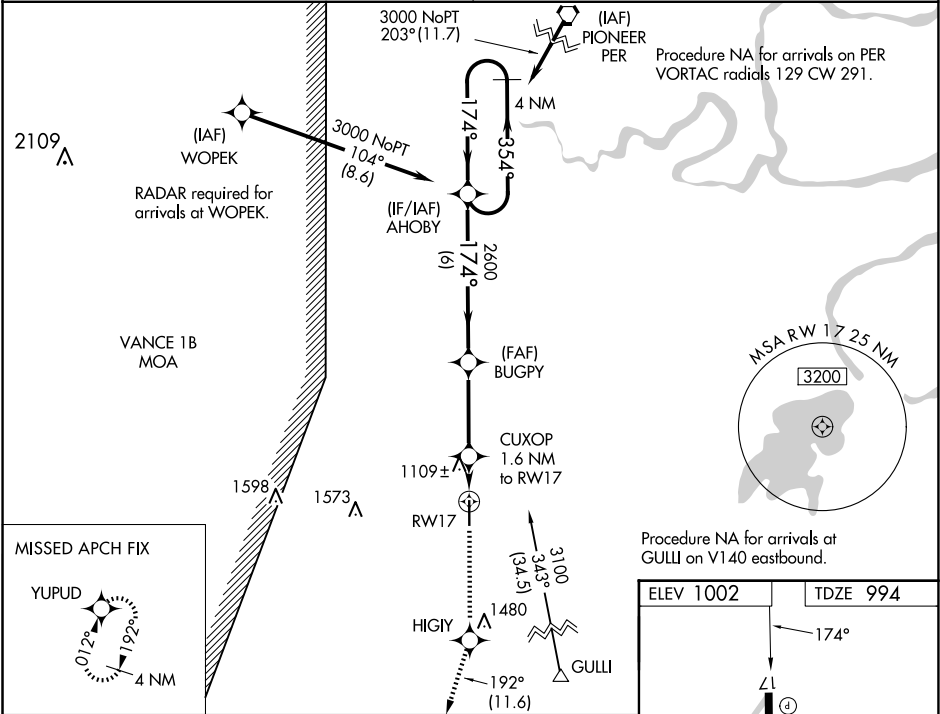 3000 NoPT
203° (11.7)
(IAF)
PIONEER
PER
Procedure NA for arrivals on PER
VORTAC radials 129 CW 291.
4 NM
174°
354°
2109
(IAF)
WOPEK
3000 NoPT
104°
(8.6)
RADAR required for
arrivals at WOPEK.
(IF/IAF)
AHOBY
2600
174°
(6)
VANCE 1B
MOA
(FAF)
BUGPY
MSA RW 17 25 NM
3200
CUXOP
1.6 NM
to RW17
1109±
1598
1573
RW17
MISSED APCH FIX
YUPUD
012°
192°
4 NM
3100
343°
(34.5)
Procedure NA for arrivals at
GULLI on V140 eastbound.
HIGIY
1480
GULLI
192°
(11.6)
ELEV 1002
TDZE 994
174°
17
P